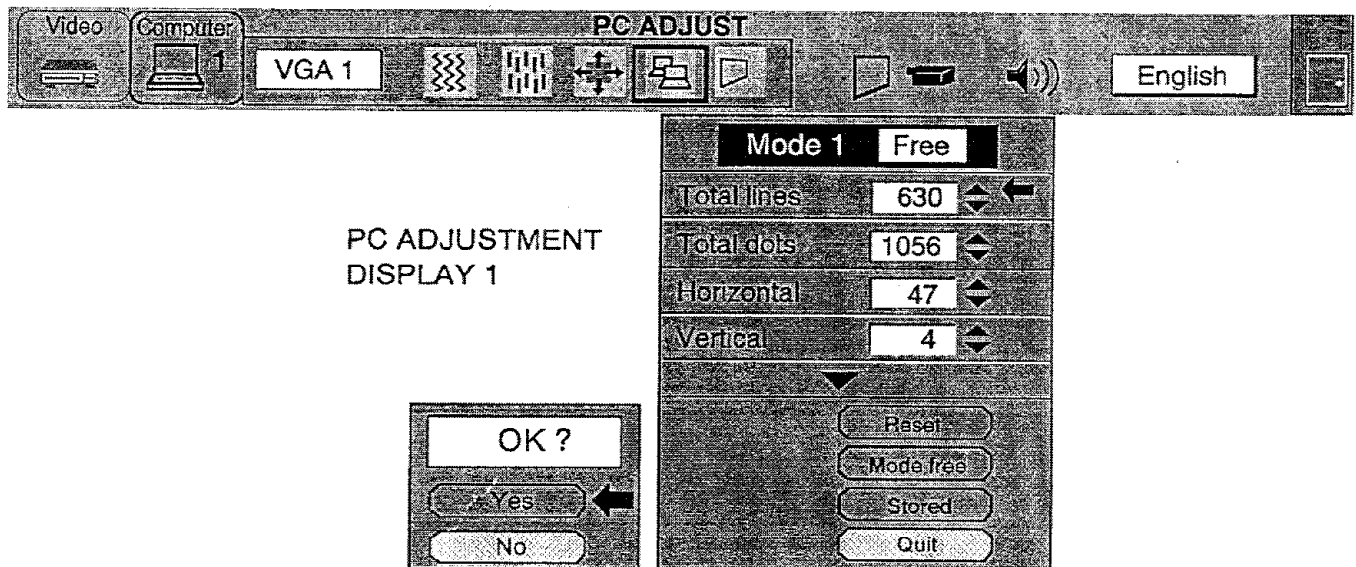 PC ADJUST
Video
Computer
1
VGA 1
English
Mode 1 Free
Total lines 630
Total dots 1056
Horizontal 47
Vertical 4
Reset
Mode free
Stored
Quit
PC ADJUSTMENT
DISPLAY 1
OK ?
Yes
No